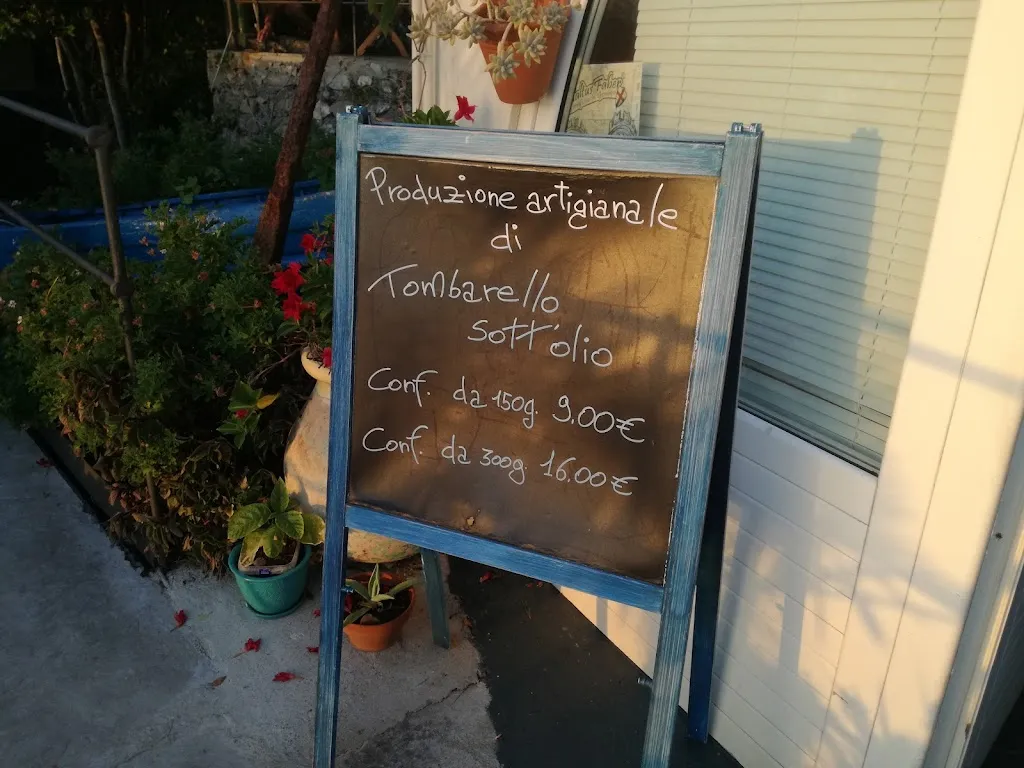 Produzione artigianale
di
Tombarello
sott'olio
Conf. da 150g. 9.00€
Conf. da 300g. 16.00€